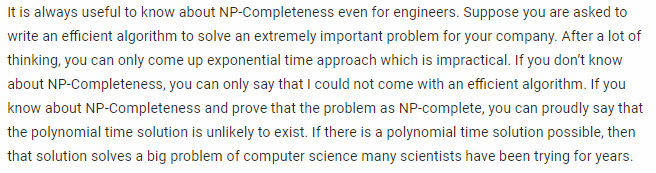 It is always useful to know about NP-Completeness even for engineers. Suppose you are asked to
write an efficient algorithm to solve an extremely important problem for your company. After a lot of
thinking, you can only come up exponential time approach which is impractical. If you don’t know
about NP-Completeness, you can only say that I could not come with an efficient algorithm. If you
know about NP-Completeness and prove that the problem as NP-complete, you can proudly say that
the polynomial time solution is unlikely to exist. If there is a polynomial time solution possible, then
that solution solves a big problem of computer science many scientists have been trying for years.